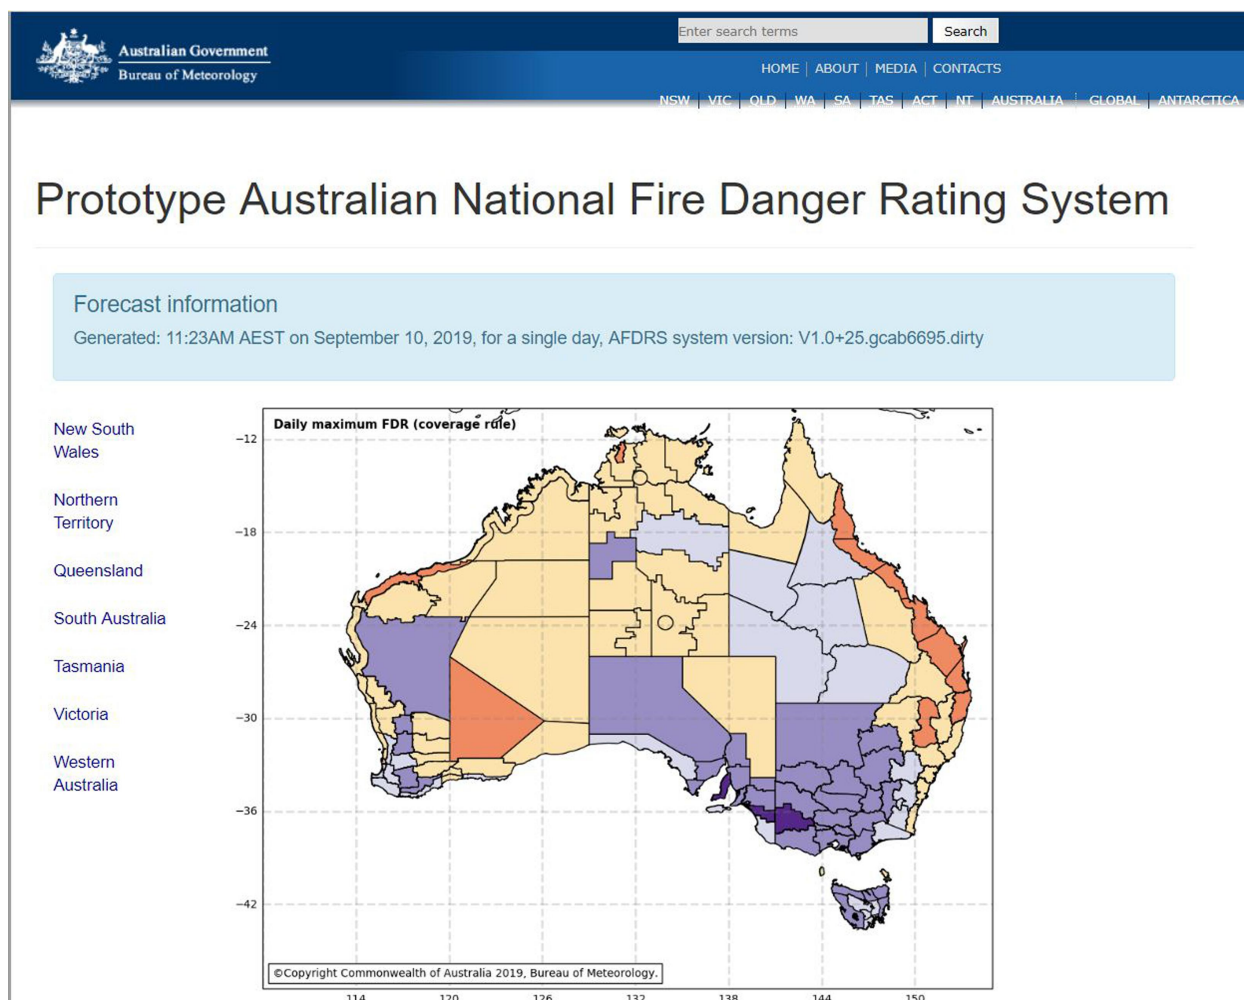 Australian Government
Bureau of Meteorology
Enter search terms
Search
HOME | ABOUT | MEDIA | CONTACTS
NSW | VIC | QLD | WA | SA | TAS | ACT | NT | AUSTRALIA | GLOBAL | ANTARCTICA
Prototype Australian National Fire Danger Rating System
Forecast information
Generated: 11:23AM AEST on September 10, 2019, for a single day, AFDRS system version: V1.0+25.gcab6695.dirty
New South
Wales
Northern
Territory
Queensland
South Australia
Tasmania
Victoria
Western
Australia
Daily maximum FDR (coverage rule)
−12
−18
−24
−30
−36
−42
©Copyright Commonwealth of Australia 2019, Bureau of Meteorology.
114 120 126 132 138 144 150